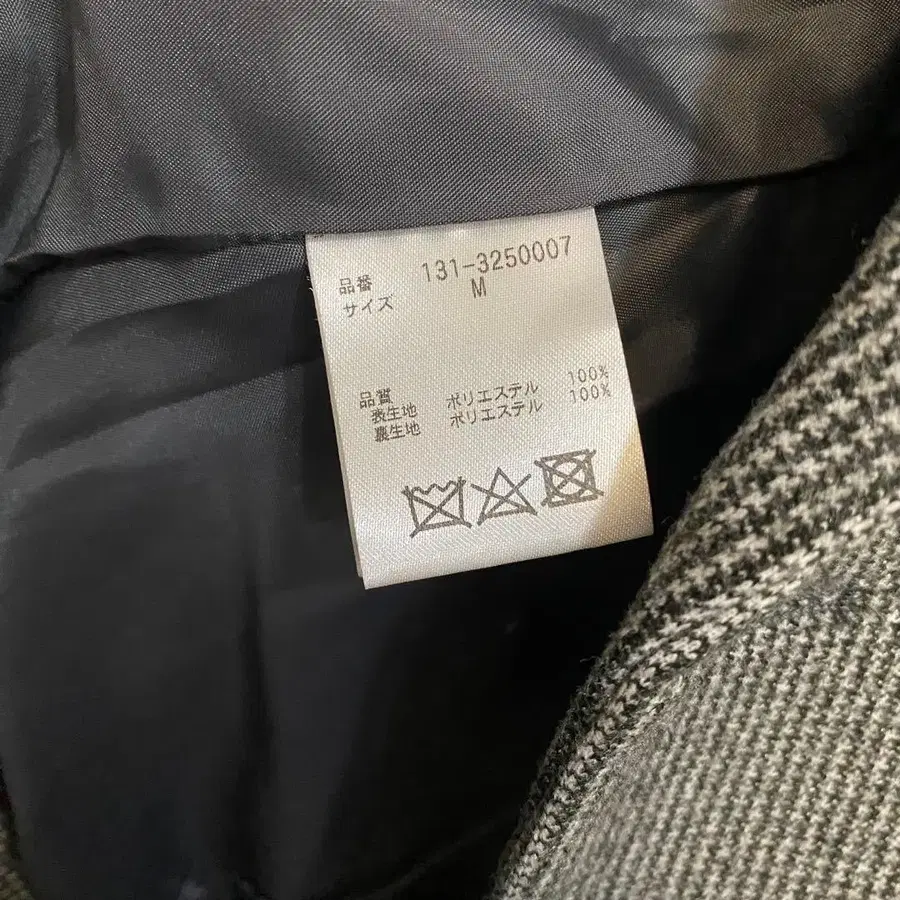 品番 131-3250007
サイズ M
品質
表生地 ポリエステル 100%
裏生地 ポリエステル 100%